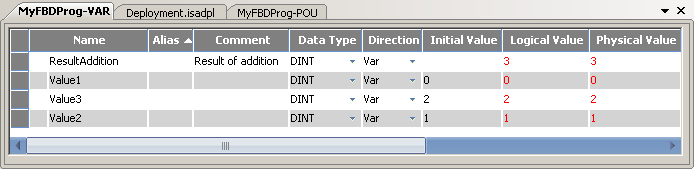 MyFBDProg-VAR Deployment.isadpl MyFBDProg-POU
Name Alias Comment Data Type Direction Initial Value Logical Value Physical Value
ResultAddition Result of addition DINT Var 3 3
Value1 DINT Var 0 0 0
Value3 DINT Var 2 2 2
Value2 DINT Var 1 1 1